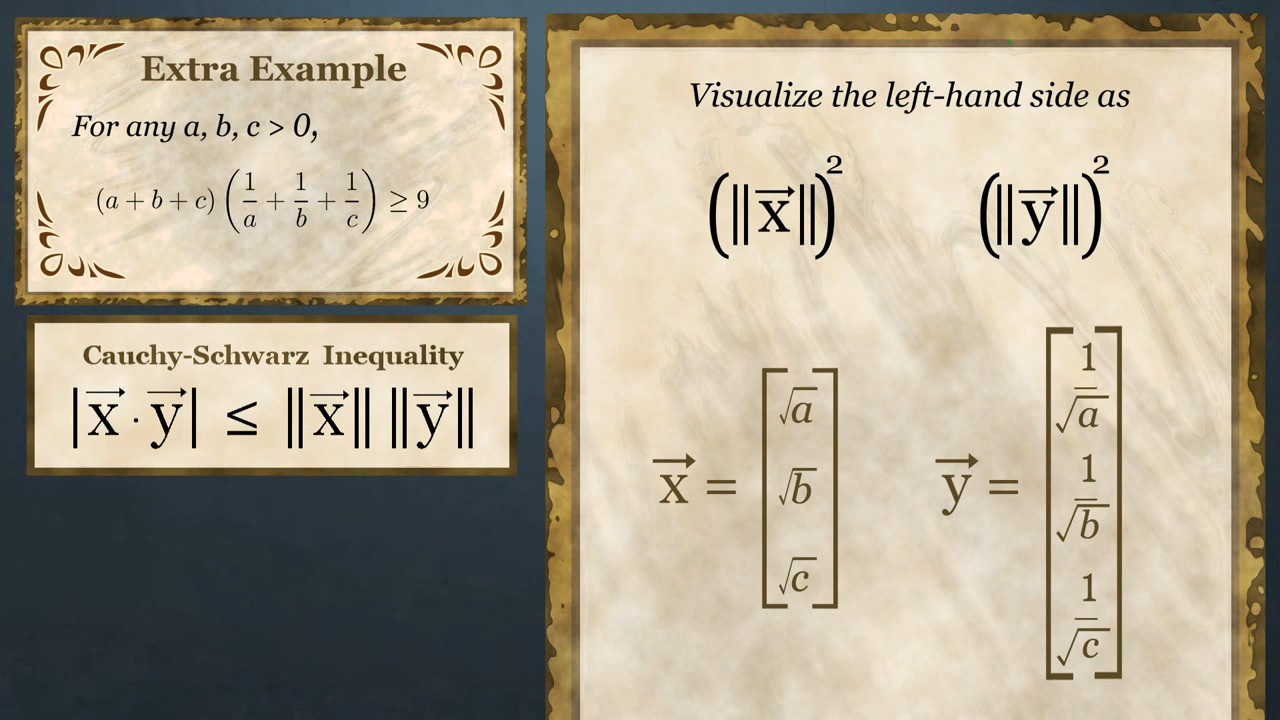 Extra Example
For any a, b, c > 0,
(a + b + c) (1/a + 1/b + 1/c) ≥ 9
Cauchy-Schwarz Inequality
|x⃗ · y⃗| ≤ ‖x⃗‖ ‖y⃗‖
Visualize the left-hand side as
(‖x⃗‖)² (‖y⃗‖)²
x⃗ = [√a √b √c] y⃗ = [1/√a 1/√b 1/√c]